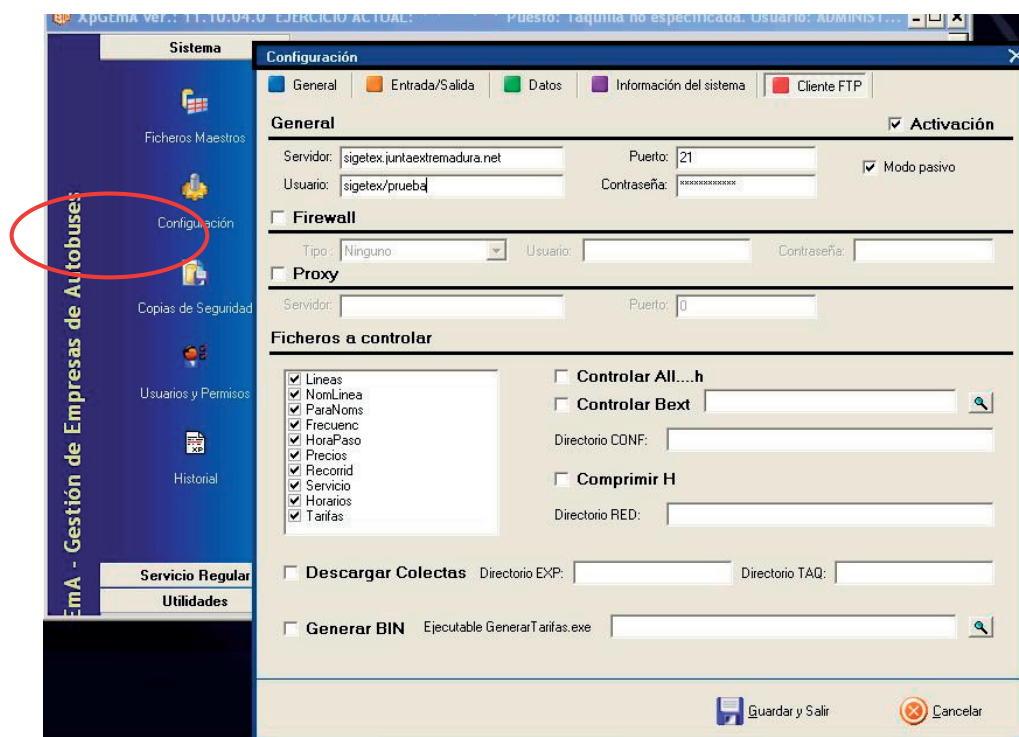 XpGEmA ver.: 11.10.04.0 EJERCICIO ACTUAL: Puesto: Taquilla no especificada. Usuario: ADMINIST...
Sistema
Ficheros Maestros
Configuración
Copias de Seguridad
Usuarios y Permisos
XP
Historial
Servicio Regular
Utilidades
EmA - Gestión de Empresas de Autobuses
Configuración
General Entrada/Salida Datos Información del sistema Cliente FTP
General Activación
Servidor: sigetex.juntaextremadura.net Puerto: 21 Modo pasivo
Usuario: sigetex/prueba Contraseña: ************
Firewall
Tipo: Ninguno Usuario: Contraseña:
Proxy
Servidor: Puerto: 0
Ficheros a controlar
Lineas
NomLinea
ParaNoms
Frecuenc
HoraPaso
Precios
Recorrid
Servicio
Horarios
Tarifas
Controlar All....h
Controlar Bext
Directorio CONF:
Comprimir H
Directorio RED:
Descargar Colectas Directorio EXP: Directorio TAQ:
Generar BIN Ejecutable GenerarTarifas.exe
Guardar y Salir Cancelar